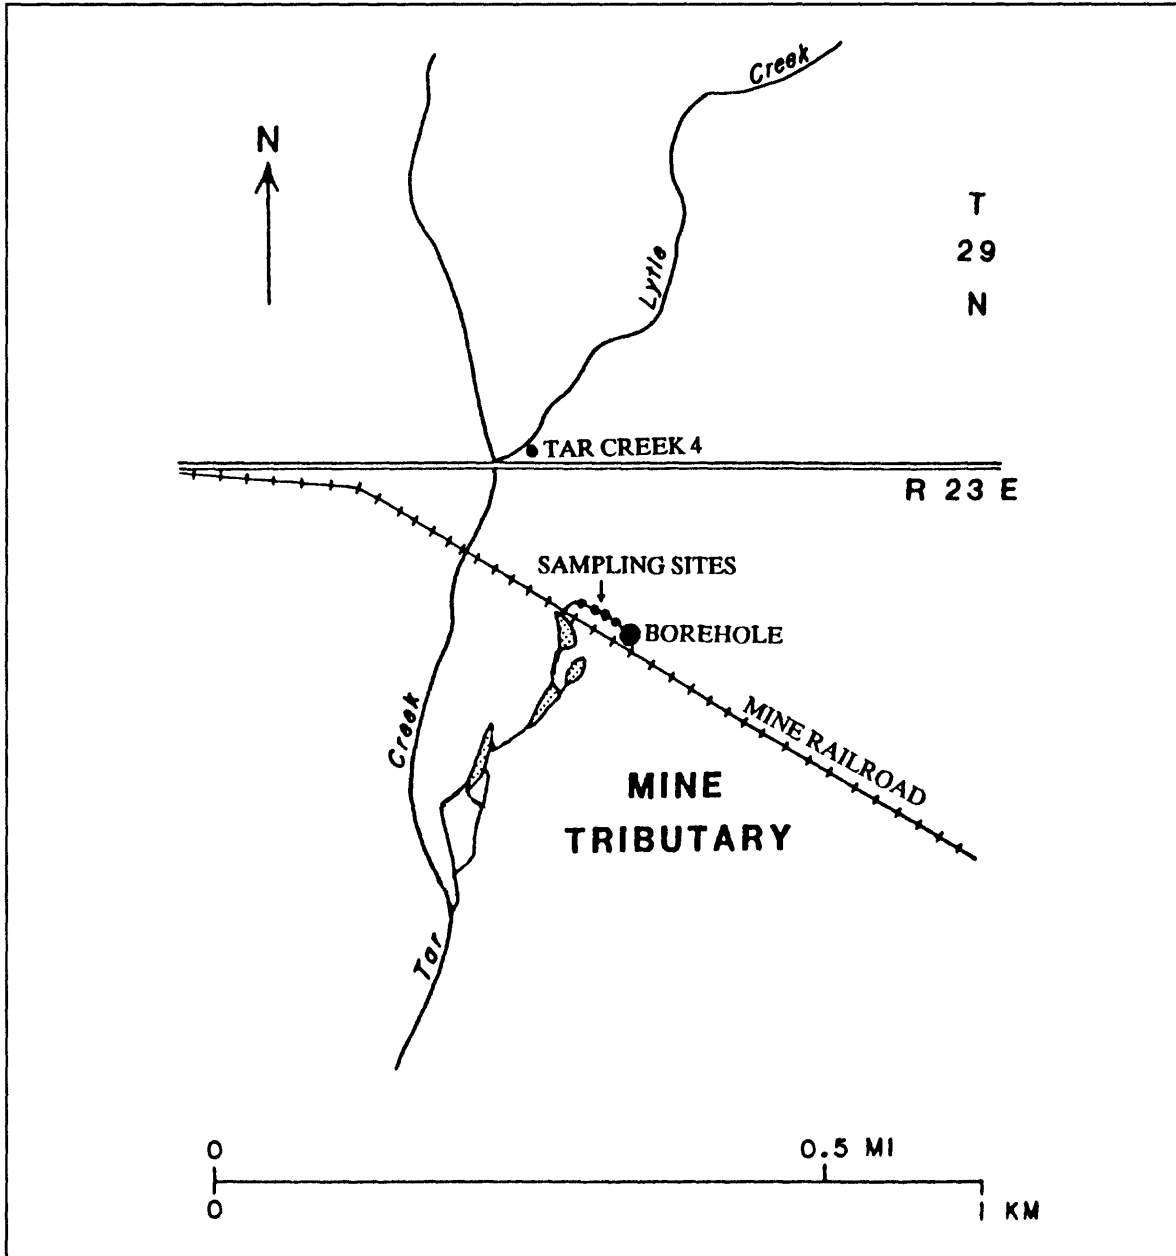 Creek
N
T
29
N
Lytle
TAR CREEK 4
R 23 E
SAMPLING SITES
BOREHOLE
Creek
MINE RAILROAD
MINE
TRIBUTARY
Tar
0 0.5 MI
0 1 KM